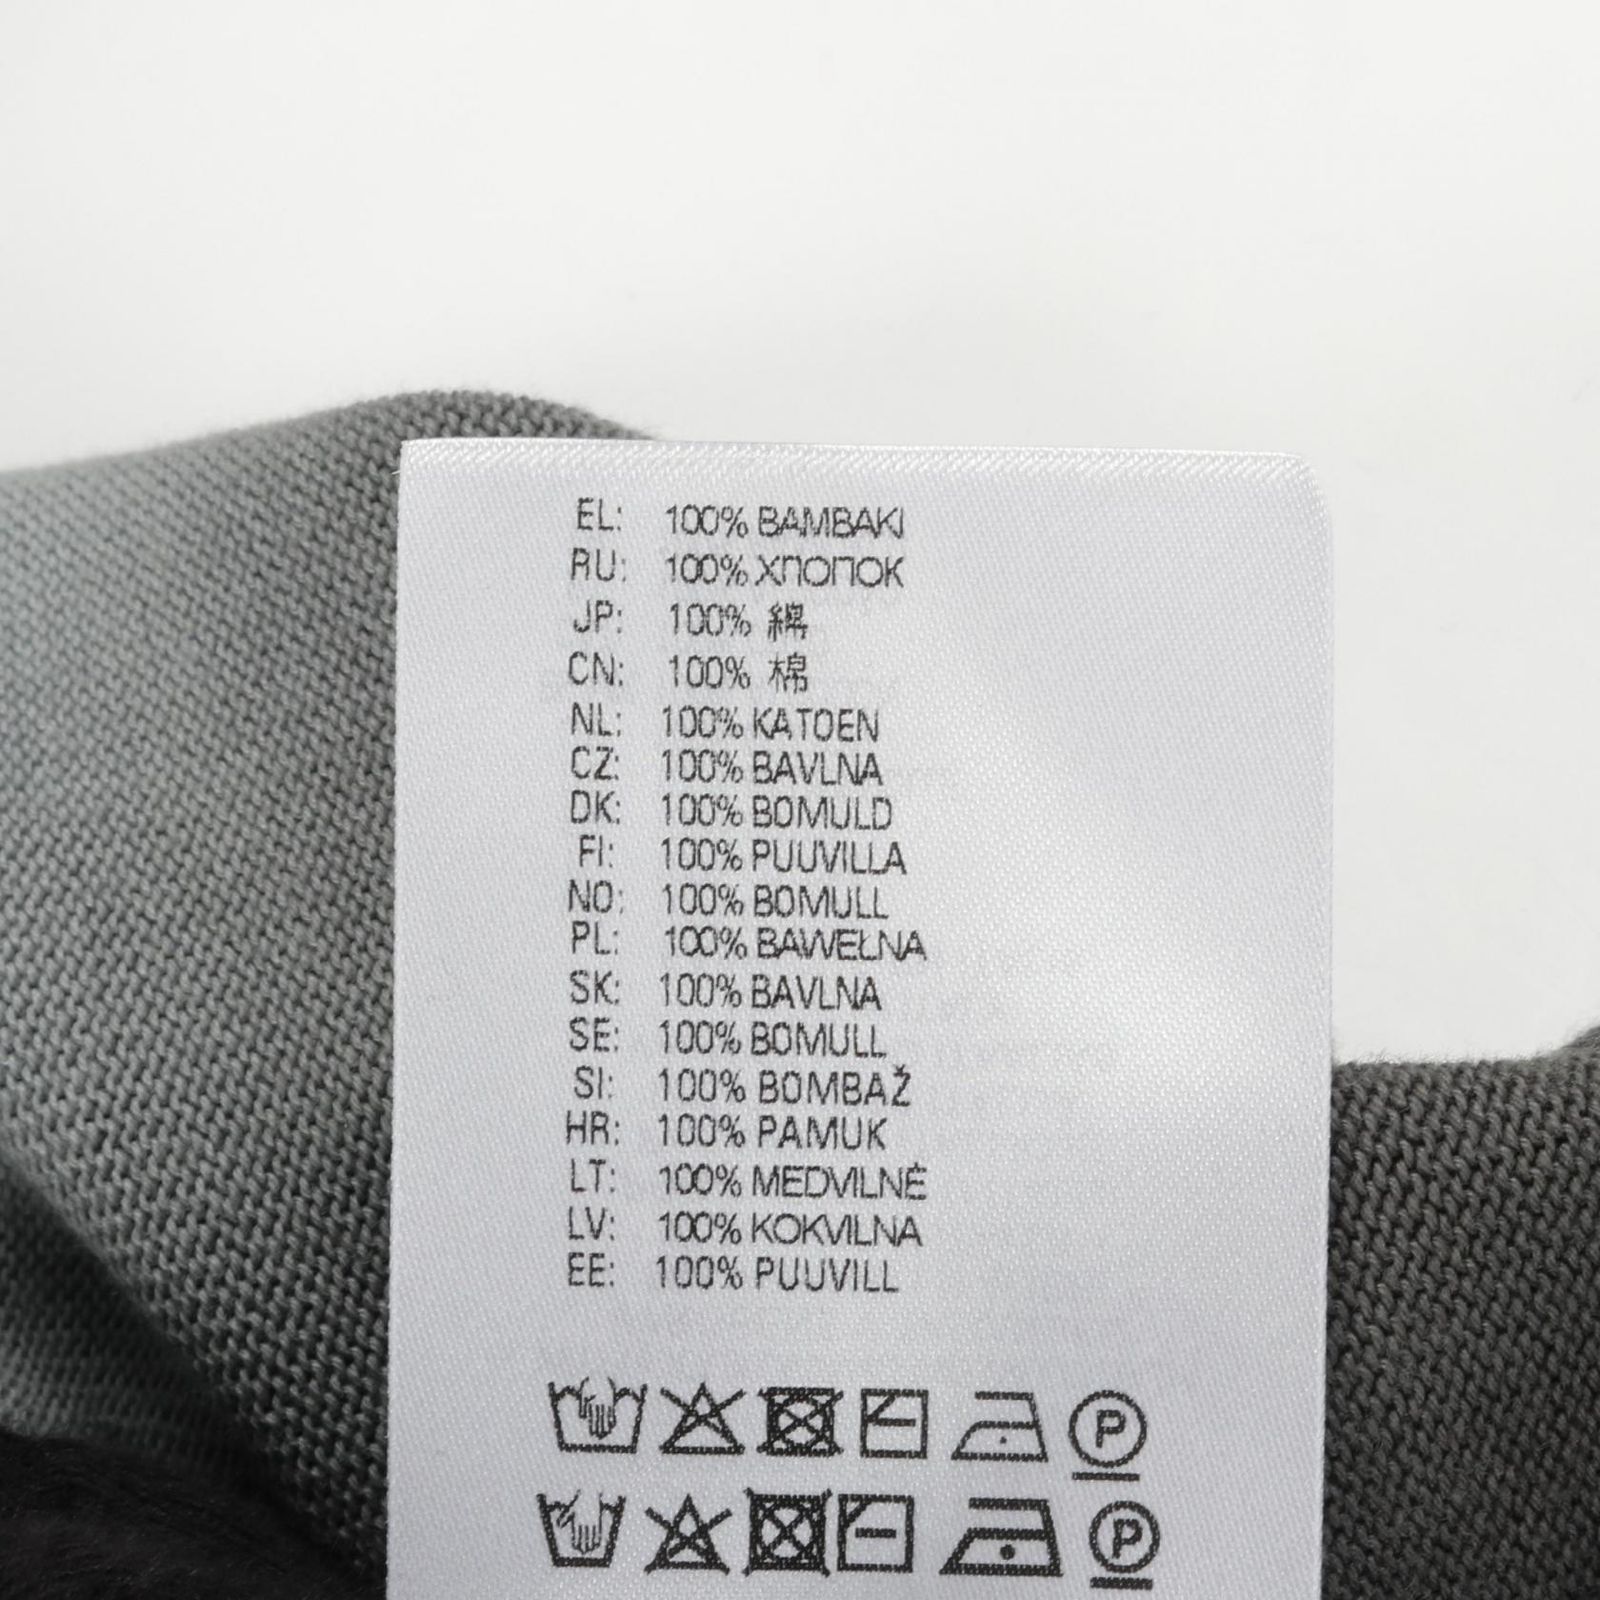 EL: 100% BAMBAKI
RU: 100% ХПОПОК
JP: 100% 綿
CN: 100% 棉
NL: 100% KATOEN
CZ: 100% BAVLNA
DK: 100% BOMULD
FI: 100% PUUVILLA
NO: 100% BOMULL
PL: 100% BAWEŁNA
SK: 100% BAVLNA
SE: 100% BOMULL
SI: 100% BOMBAŽ
HR: 100% PAMUK
LT: 100% MEDVILNĖ
LV: 100% KOKVILNA
EE: 100% PUUVILL
P
P